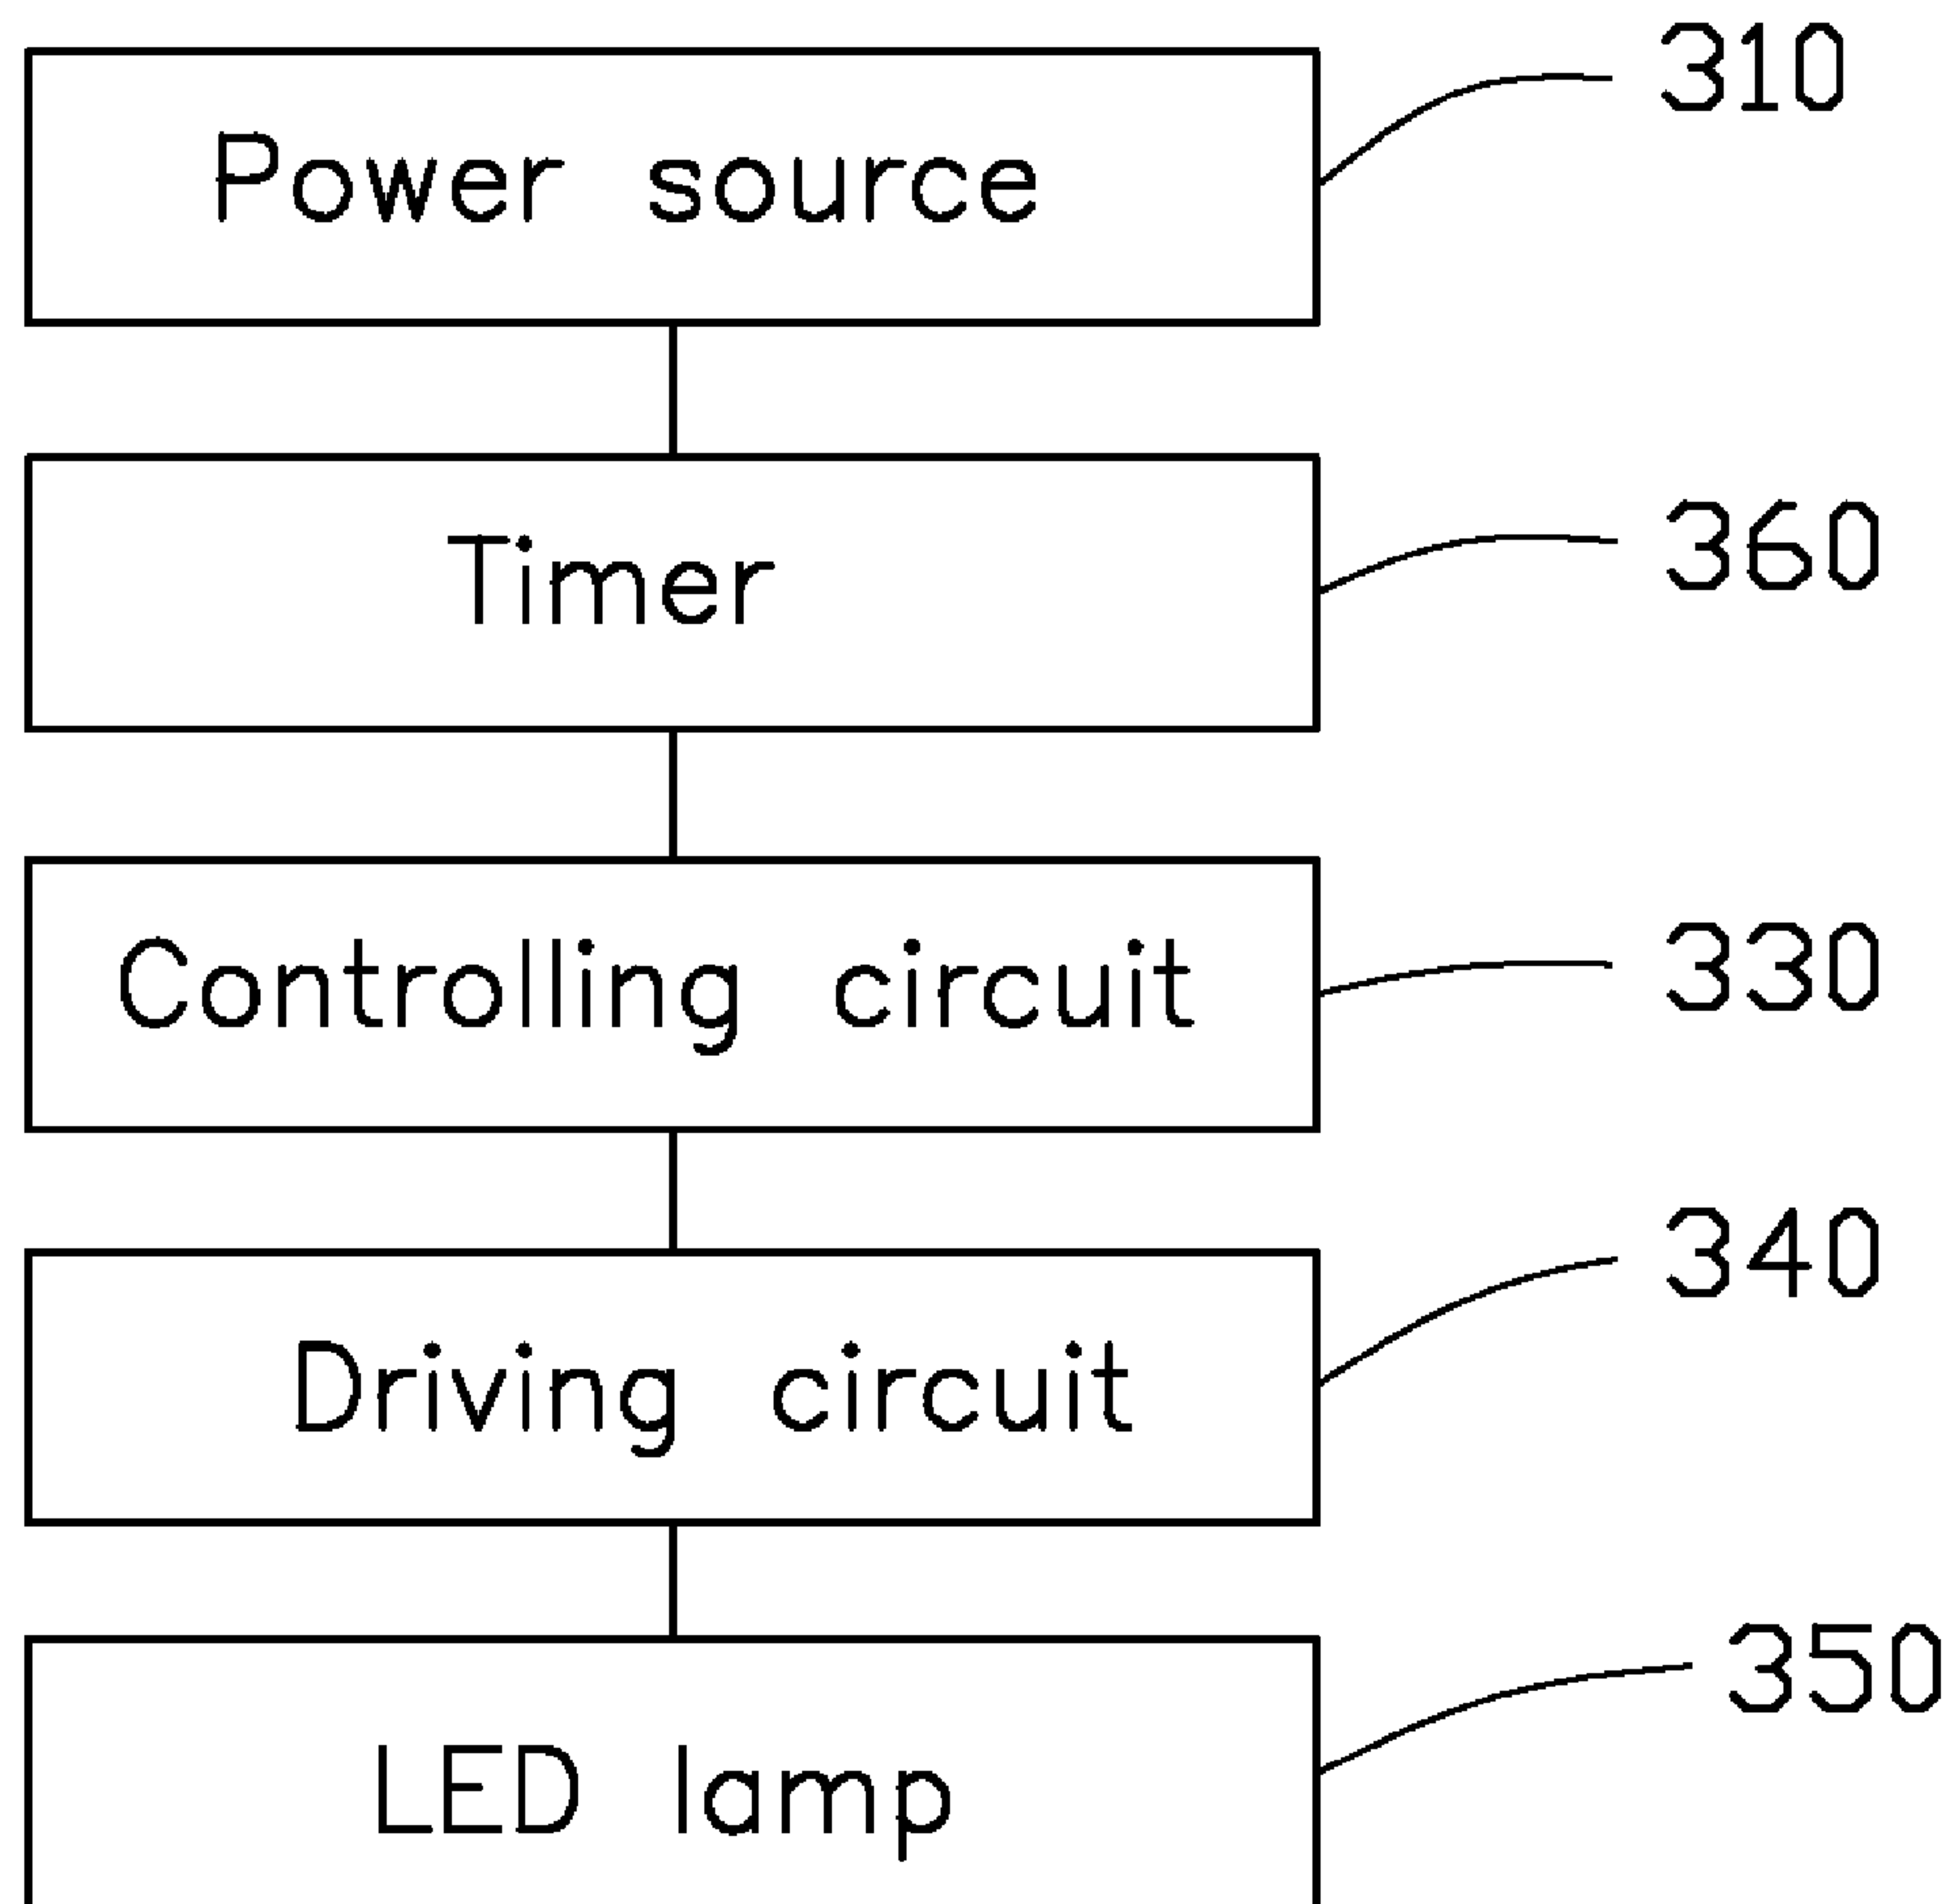 310
Power source
360
Timer
330
Controlling circuit
340
Driving circuit
350
LED lamp